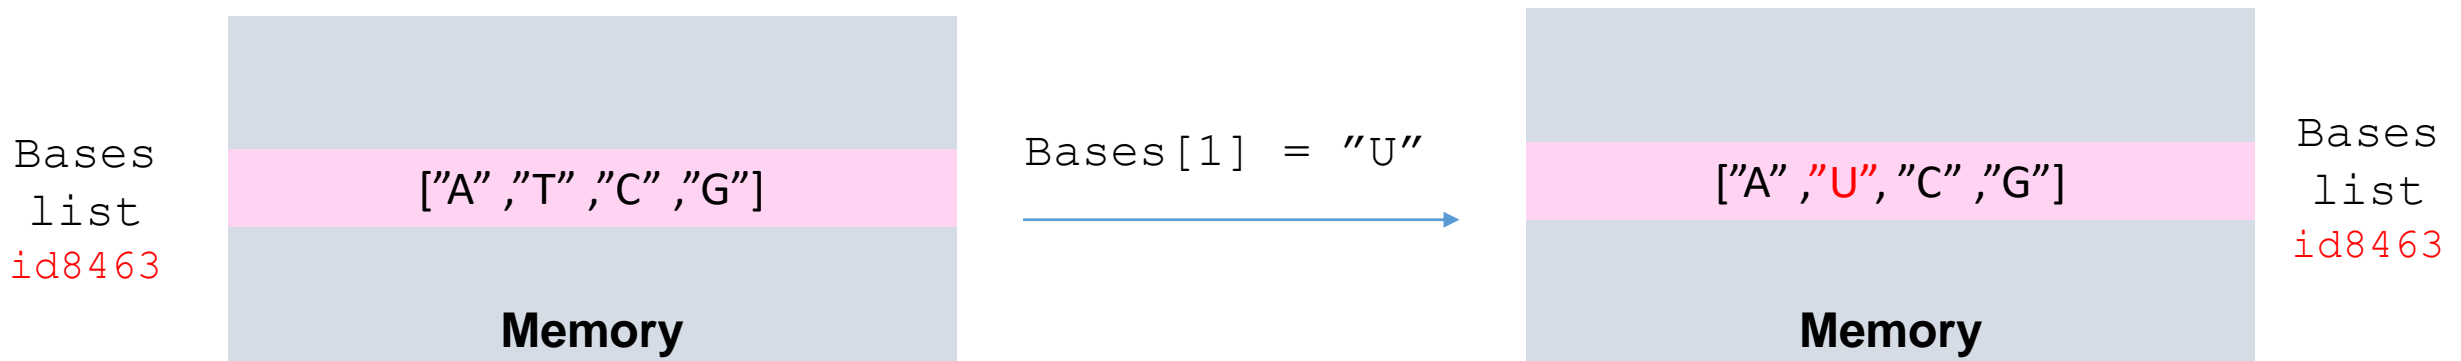 Bases
list
id8463
[”A” ,”T” ,”C” ,”G”]
Memory
Bases[1] = ”U”
[”A” ,”U”, ”C” ,”G”]
Memory
Bases
list
id8463